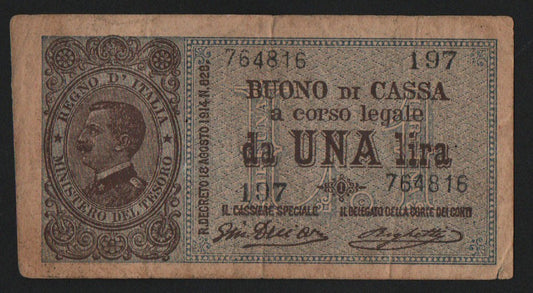 REGNO D'ITALIA
MINISTERO DEL TESORO
R. DECRETO 18 AGOSTO 1914 N. 828.
764816 197
BUONO DI CASSA
a corso legale
da UNA lira
197 764816
IL CASSIERE SPECIALE IL DELEGATO DELLA CORTE DEI CONTI